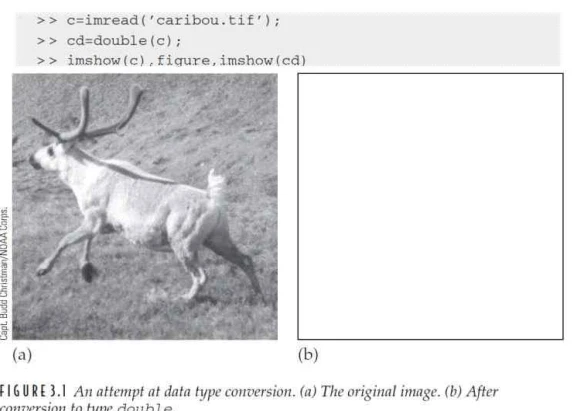 >> c=imread('caribou.tif');
>> cd=double(c);
>> imshow(c),figure,imshow(cd)
Capt. Budd Christman/NOAA Corps.
(a)
(b)
FIGURE 3.1 An attempt at data type conversion. (a) The original image. (b) After
conversion to type double